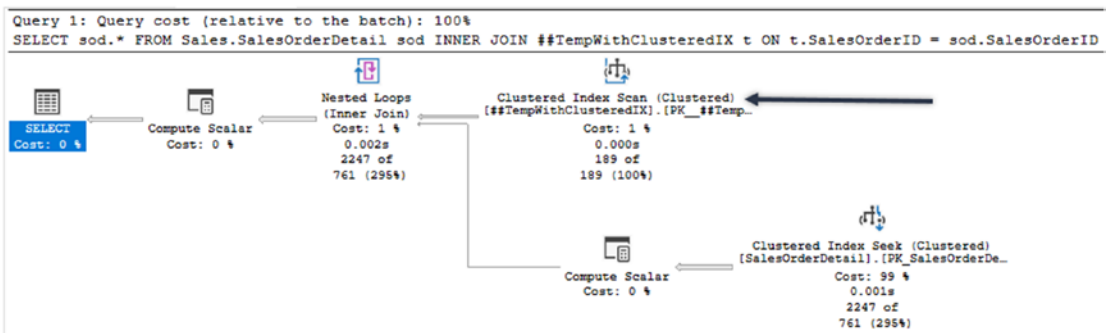 Query 1: Query cost (relative to the batch): 100%
SELECT sod.* FROM Sales.SalesOrderDetail sod INNER JOIN ##TempWithClusteredIX t ON t.SalesOrderID = sod.SalesOrderID
SELECT
Cost: 0 %
Compute Scalar
Cost: 0 %
Nested Loops
(Inner Join)
Cost: 1 %
0.002s
2247 of
761 (295%)
Clustered Index Scan (Clustered)
[##TempWithClusteredIX].[PK__##Temp…
Cost: 1 %
0.000s
189 of
189 (100%)
Compute Scalar
Cost: 0 %
Clustered Index Seek (Clustered)
[SalesOrderDetail].[PK_SalesOrderDe…
Cost: 99 %
0.001s
2247 of
761 (295%)